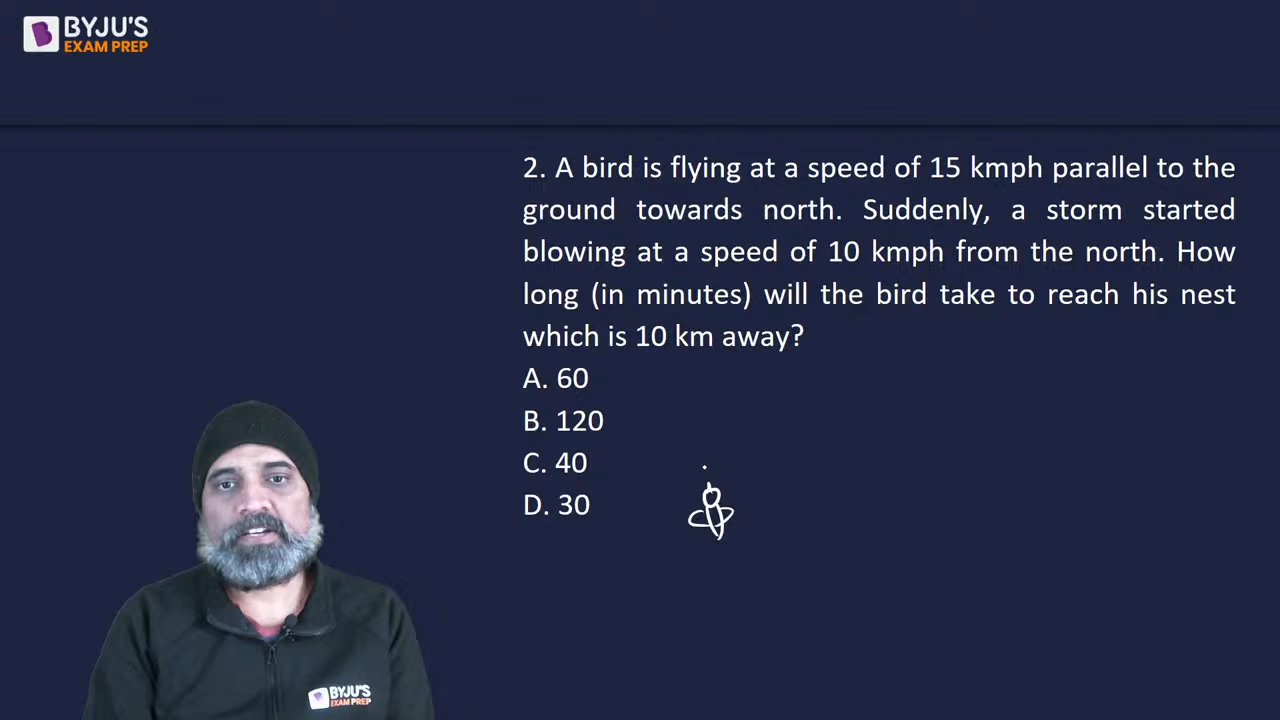 BYJU'S
EXAM PREP
2. A bird is flying at a speed of 15 kmph parallel to the
ground towards north. Suddenly, a storm started
blowing at a speed of 10 kmph from the north. How
long (in minutes) will the bird take to reach his nest
which is 10 km away?
A. 60
B. 120
C. 40
D. 30
BYJU'S
EXAM PREP